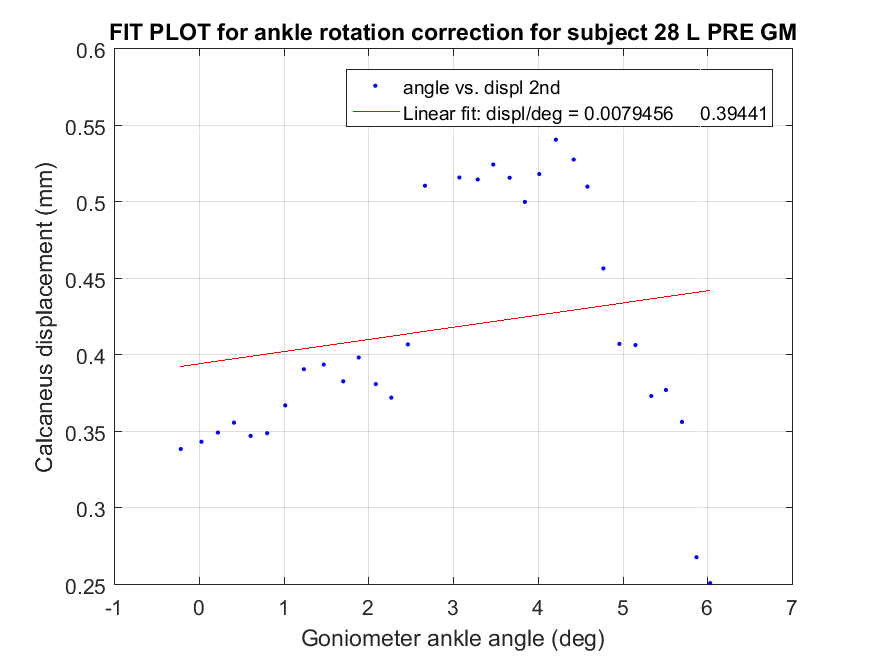 FIT PLOT for ankle rotation correction for subject 28 L PRE GM
0.6
angle vs. displ 2nd
Linear fit: displ/deg = 0.0079456 0.39441
0.55
0.5
0.45
0.4
0.35
0.3
0.25
Calcaneus displacement (mm)
-1 0 1 2 3 4 5 6 7
Goniometer ankle angle (deg)